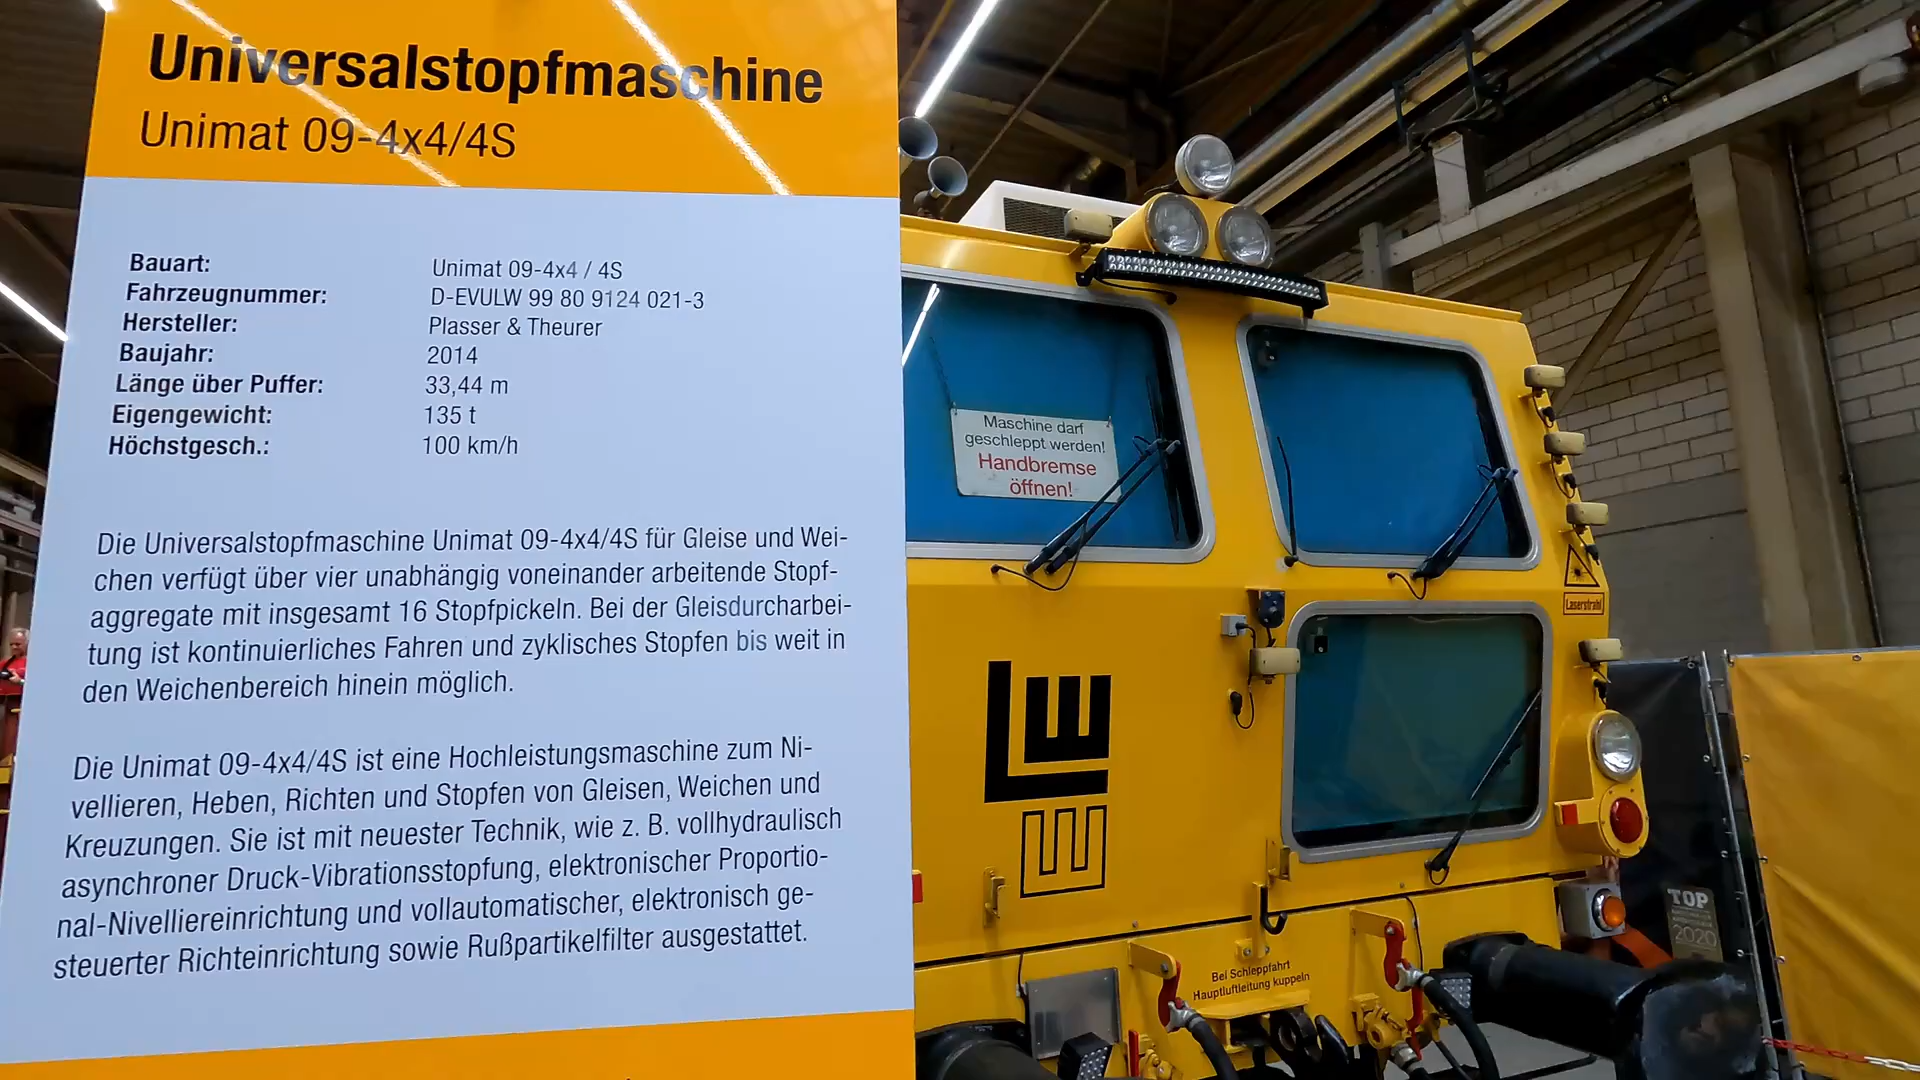 Universalstopfmaschine
Unimat 09-4x4/4S
Bauart: Unimat 09-4x4 / 4S
Fahrzeugnummer: D-EVULW 99 80 9124 021-3
Hersteller: Plasser & Theurer
Baujahr: 2014
Länge über Puffer: 33,44 m
Eigengewicht: 135 t
Höchstgesch.: 100 km/h
Die Universalstopfmaschine Unimat 09-4x4/4S für Gleise und Wei-
chen verfügt über vier unabhängig voneinander arbeitende Stopf-
aggregate mit insgesamt 16 Stopfpickeln. Bei der Gleisdurcharbei-
tung ist kontinuierliches Fahren und zyklisches Stopfen bis weit in
den Weichenbereich hinein möglich.
Die Unimat 09-4x4/4S ist eine Hochleistungsmaschine zum Ni-
vellieren, Heben, Richten und Stopfen von Gleisen, Weichen und
Kreuzungen. Sie ist mit neuester Technik, wie z. B. vollhydraulisch
asynchroner Druck-Vibrationsstopfung, elektronischer Proportio-
nal-Nivelliereinrichtung und vollautomatischer, elektronisch ge-
steuerter Richteinrichtung sowie Rußpartikelfilter ausgestattet.
Maschine darf
geschleppt werden!
Handbremse
öffnen!
Laserstrahl
Bei Schleppfahrt
Hauptluftleitung kuppeln
TOP
2020